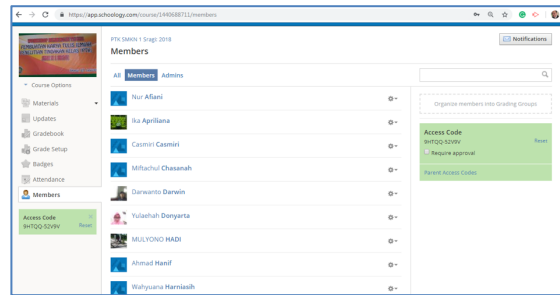 https://app.schoology.com/course/1440688711/members
PTK SMKN 1 Sragi: 2018
Members
Notifications
All Members Admins
Course Options
Materials
Updates
Gradebook
Grade Setup
Badges
Attendance
Members
Access Code
9HTQQ-52V9V Reset
Nur Afiani
Ika Apriliana
Casmiri Casmiri
Miftachul Chasanah
Darwanto Darwin
Yulaehah Donyarta
MULYONO HADI
Ahmad Hanif
Wahyuana Harniasih
Organize members into Grading Groups
Access Code
9HTQQ-52V9V Reset
Require approval
Parent Access Codes